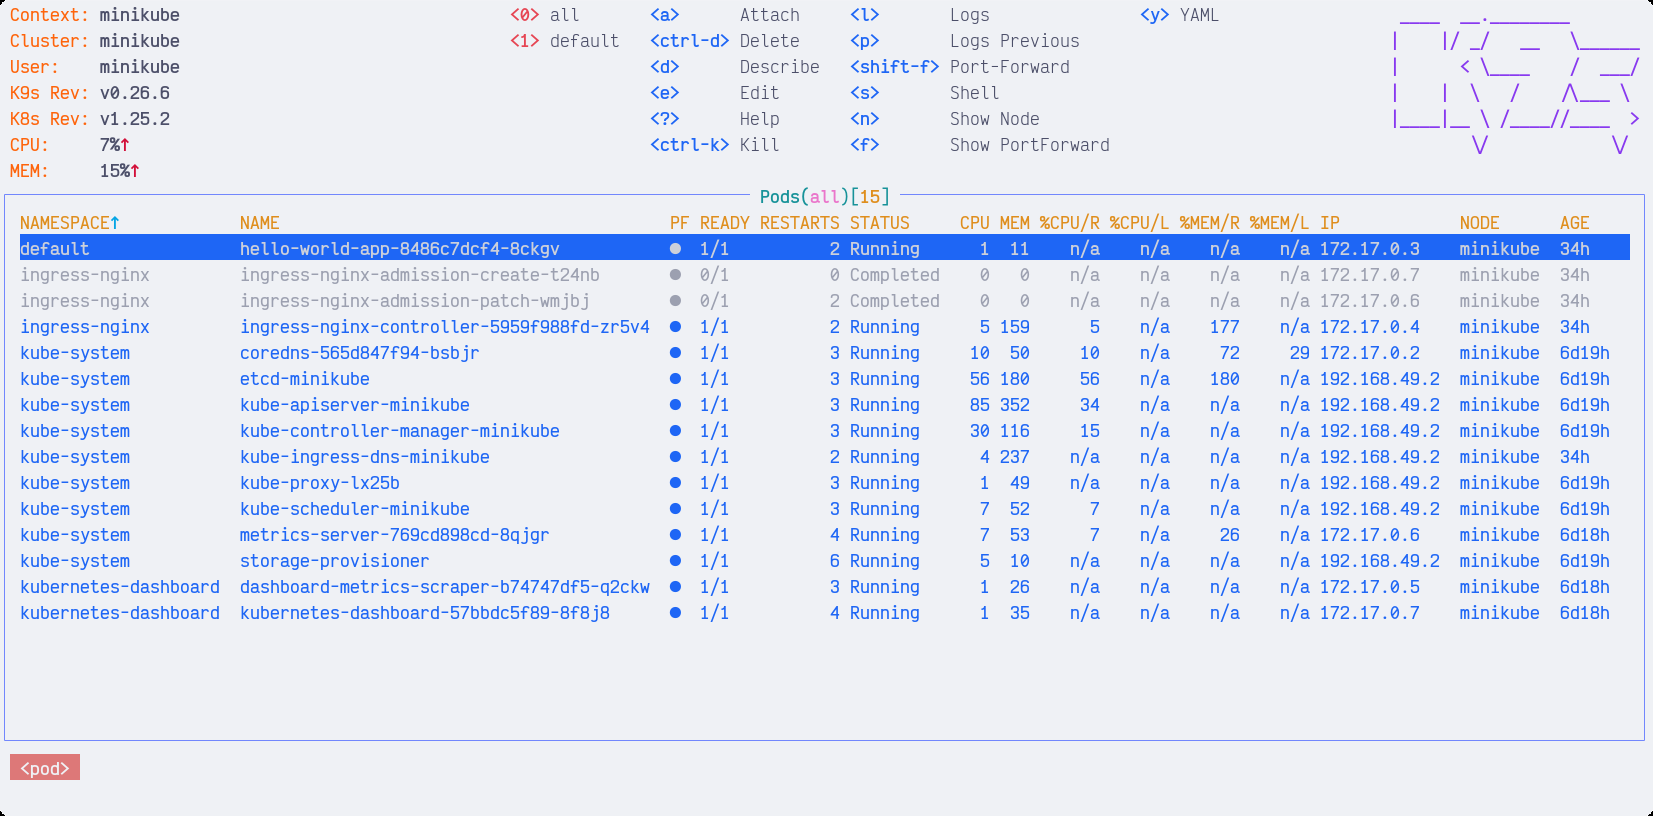 Context: minikube <0> all <a> Attach <l> Logs <y> YAML
Cluster: minikube <1> default <ctrl-d> Delete <p> Logs Previous
User: minikube <d> Describe <shift-f> Port-Forward
K9s Rev: v0.26.6 <e> Edit <s> Shell
K8s Rev: v1.25.2 <?> Help <n> Show Node
CPU: 7%↑ <ctrl-k> Kill <f> Show PortForward
MEM: 15%↑
Pods(all)[15]
NAMESPACE↑ NAME PF READY RESTARTS STATUS CPU MEM %CPU/R %CPU/L %MEM/R %MEM/L IP NODE AGE
default hello-world-app-8486c7dcf4-8ckgv ● 1/1 2 Running 1 11 n/a n/a n/a n/a 172.17.0.3 minikube 34h
ingress-nginx ingress-nginx-admission-create-t24nb ● 0/1 0 Completed 0 0 n/a n/a n/a n/a 172.17.0.7 minikube 34h
ingress-nginx ingress-nginx-admission-patch-wmjbj ● 0/1 2 Completed 0 0 n/a n/a n/a n/a 172.17.0.6 minikube 34h
ingress-nginx ingress-nginx-controller-5959f988fd-zr5v4 ● 1/1 2 Running 5 159 5 n/a 177 n/a 172.17.0.4 minikube 34h
kube-system coredns-565d847f94-bsbjr ● 1/1 3 Running 10 50 10 n/a 72 29 172.17.0.2 minikube 6d19h
kube-system etcd-minikube ● 1/1 3 Running 56 180 56 n/a 180 n/a 192.168.49.2 minikube 6d19h
kube-system kube-apiserver-minikube ● 1/1 3 Running 85 352 34 n/a n/a n/a 192.168.49.2 minikube 6d19h
kube-system kube-controller-manager-minikube ● 1/1 3 Running 30 116 15 n/a n/a n/a 192.168.49.2 minikube 6d19h
kube-system kube-ingress-dns-minikube ● 1/1 2 Running 4 237 n/a n/a n/a n/a 192.168.49.2 minikube 34h
kube-system kube-proxy-lx25b ● 1/1 3 Running 1 49 n/a n/a n/a n/a 192.168.49.2 minikube 6d19h
kube-system kube-scheduler-minikube ● 1/1 3 Running 7 52 7 n/a n/a n/a 192.168.49.2 minikube 6d19h
kube-system metrics-server-769cd898cd-8qjgr ● 1/1 4 Running 7 53 7 n/a 26 n/a 172.17.0.6 minikube 6d18h
kube-system storage-provisioner ● 1/1 6 Running 5 10 n/a n/a n/a n/a 192.168.49.2 minikube 6d19h
kubernetes-dashboard dashboard-metrics-scraper-b74747df5-q2ckw ● 1/1 3 Running 1 26 n/a n/a n/a n/a 172.17.0.5 minikube 6d18h
kubernetes-dashboard kubernetes-dashboard-57bbdc5f89-8f8j8 ● 1/1 4 Running 1 35 n/a n/a n/a n/a 172.17.0.7 minikube 6d18h
<pod>